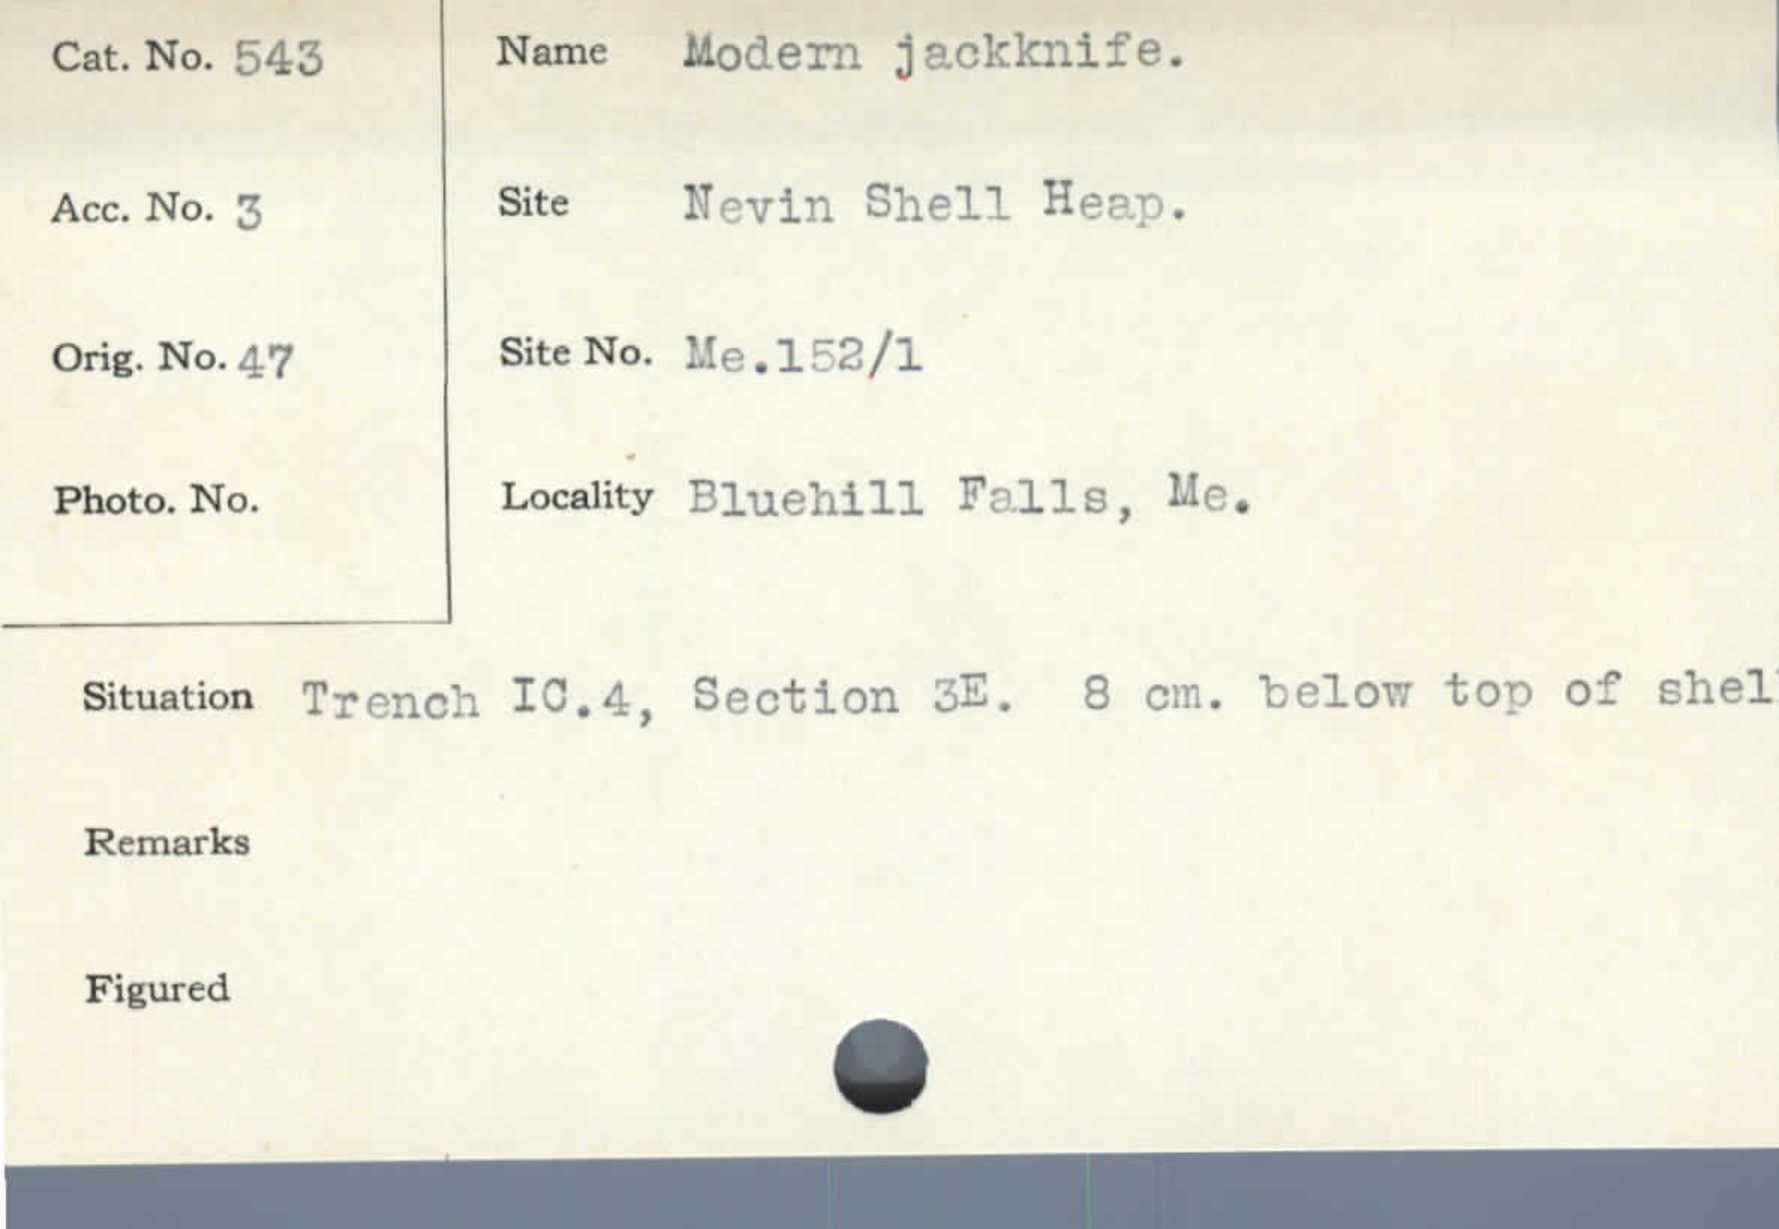 Cat. No. 543
Name Modern jackknife.
Acc. No. 3
Site Nevin Shell Heap.
Orig. No. 47
Site No. Me.152/1
Photo. No.
Locality Bluehill Falls, Me.
Situation Trench IC.4, Section 3E. 8 cm. below top of shell
Remarks
Figured